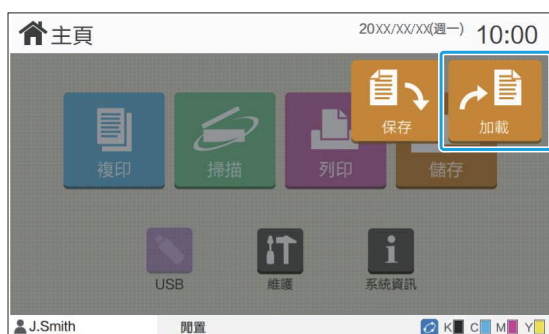 主頁
20XX/XX/XX(週一) 10:00
保存
加載
複印
掃描
列印
儲存
USB
維護
系統資訊
J.Smith
閒置
K C M Y